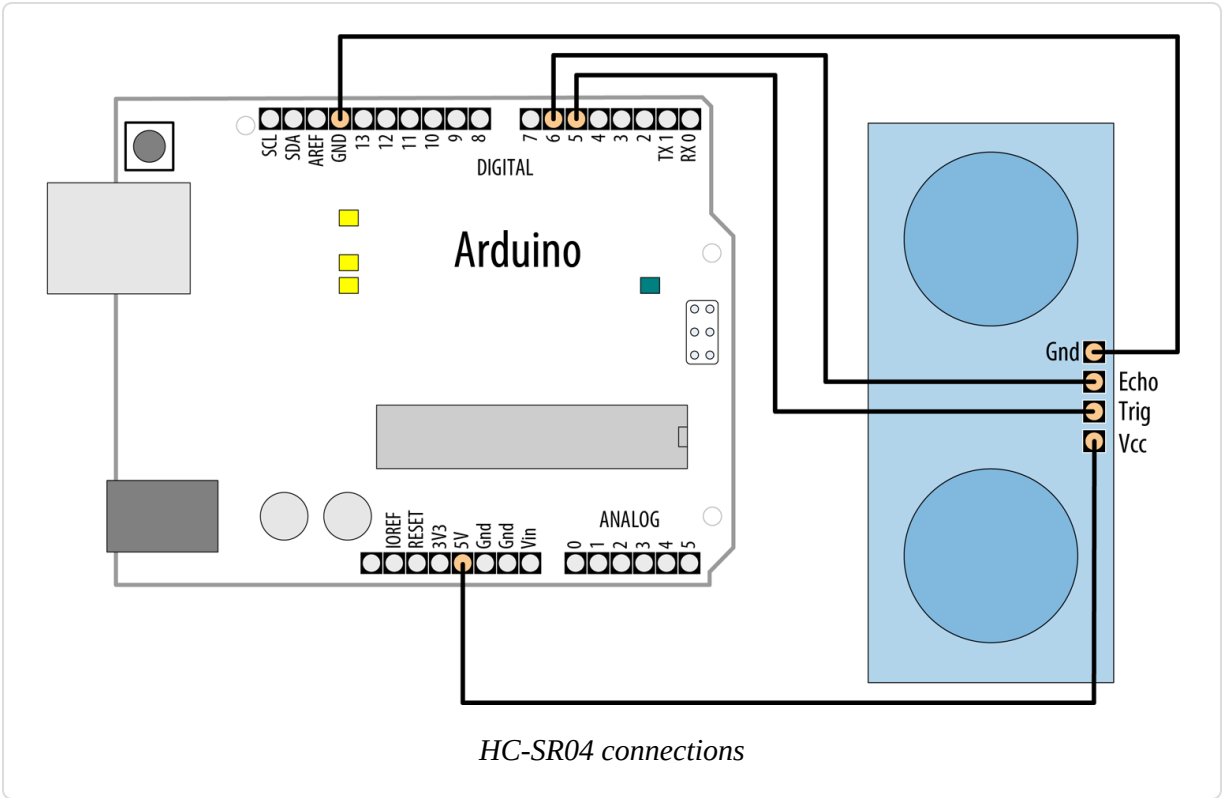 SCL
SDA
AREF
GND
13
12
11
10
9
8
7
6
5
4
3
2
TX 1
RX 0
DIGITAL
Arduino
Gnd
Echo
Trig
Vcc
IOREF
RESET
3V3
5V
Gnd
Gnd
Vin
ANALOG
0
1
2
3
4
5
HC-SR04 connections